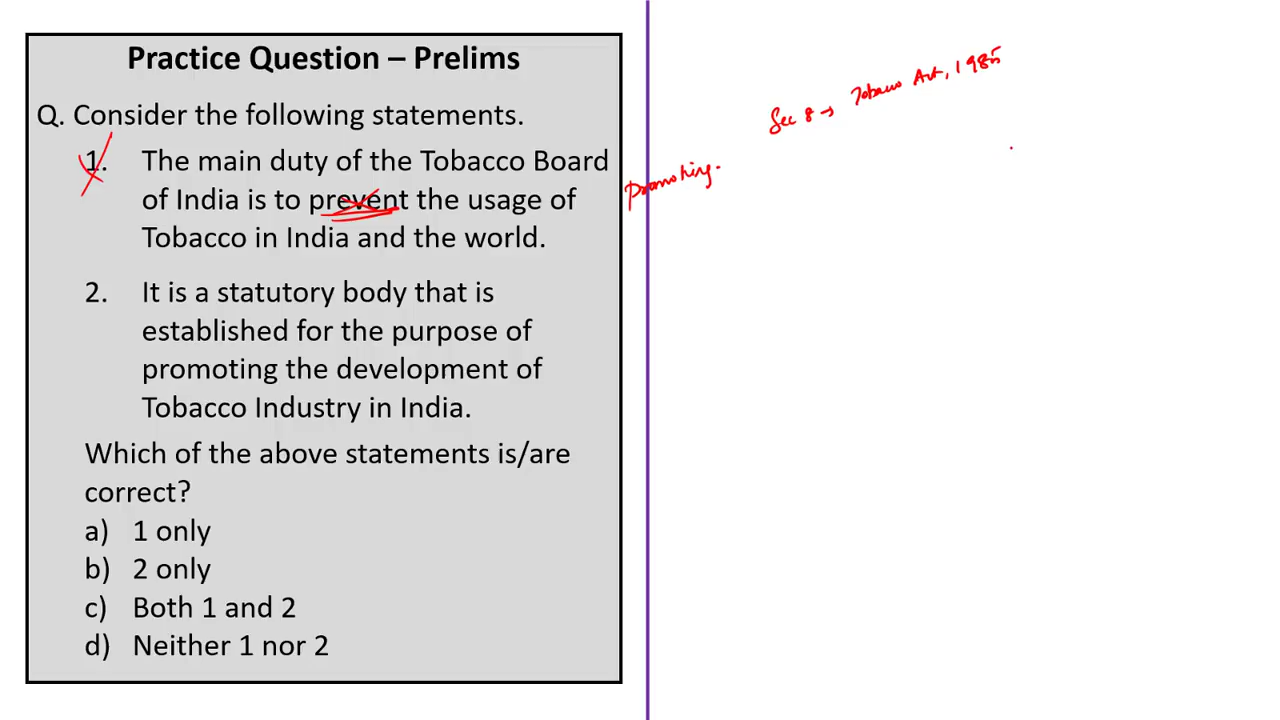 Practice Question – Prelims
Q. Consider the following statements.
1. The main duty of the Tobacco Board
of India is to prevent the usage of
Tobacco in India and the world.
2. It is a statutory body that is
established for the purpose of
promoting the development of
Tobacco Industry in India.
Which of the above statements is/are
correct?
a) 1 only
b) 2 only
c) Both 1 and 2
d) Neither 1 nor 2
Sec 8 → Tobacco Act, 1985
Promoting.